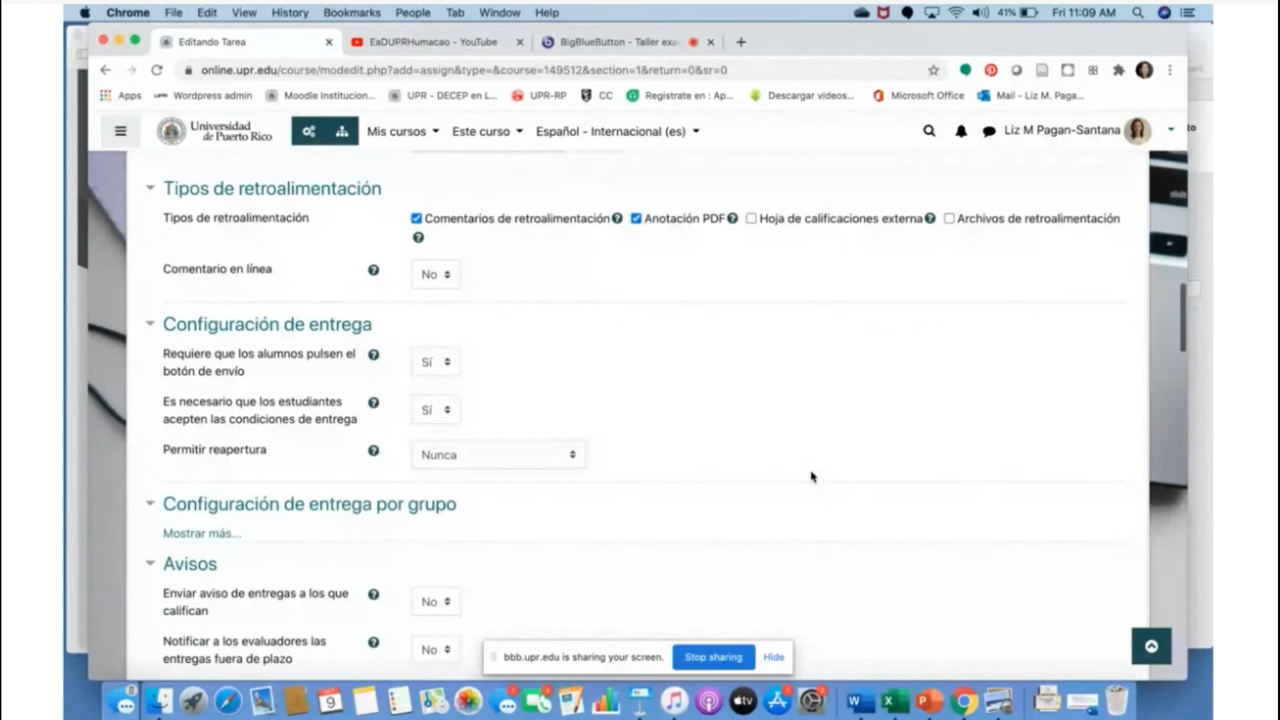 Chrome File Edit View History Bookmarks People Tab Window Help 41% Fri 11:09 AM
Editando Tarea EaDUPRHumacao - YouTube BigBlueButton - Taller exa
online.upr.edu/course/modedit.php?add=assign&type=&course=149512&section=1&return=0&sr=0
Apps Wordpress admin Moodle Institucion... UPR - DECEP en L... UPR-RP CC Registrate en : Ap... Descargar videos... Microsoft Office Mail - Liz M. Paga...
Universidad de Puerto Rico Mis cursos Este curso Español - Internacional (es) Liz M Pagan-Santana
Tipos de retroalimentación
Tipos de retroalimentación Comentarios de retroalimentación Anotación PDF Hoja de calificaciones externa Archivos de retroalimentación
Comentario en línea No
Configuración de entrega
Requiere que los alumnos pulsen el
botón de envío Sí
Es necesario que los estudiantes
acepten las condiciones de entrega Sí
Permitir reapertura Nunca
Configuración de entrega por grupo
Mostrar más...
Avisos
Enviar aviso de entregas a los que
califican No
Notificar a los evaluadores las
entregas fuera de plazo No
bbb.upr.edu is sharing your screen. Stop sharing Hide
9 tv W X P